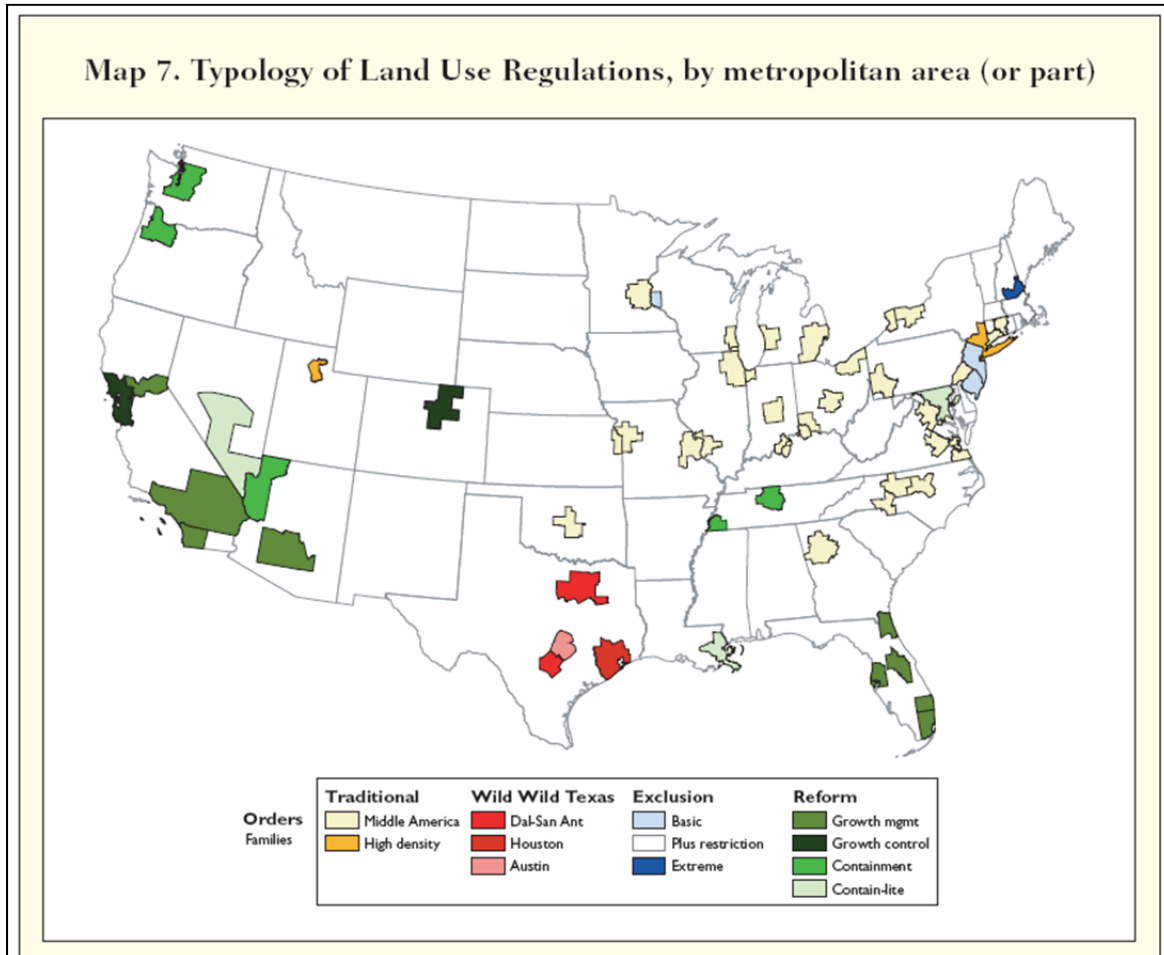 Map 7. Typology of Land Use Regulations, by metropolitan area (or part)
Orders
Families
Traditional
Middle America
High density
Wild Wild Texas
Dal-San Ant
Houston
Austin
Exclusion
Basic
Plus restriction
Extreme
Reform
Growth mgmt
Growth control
Containment
Contain-lite